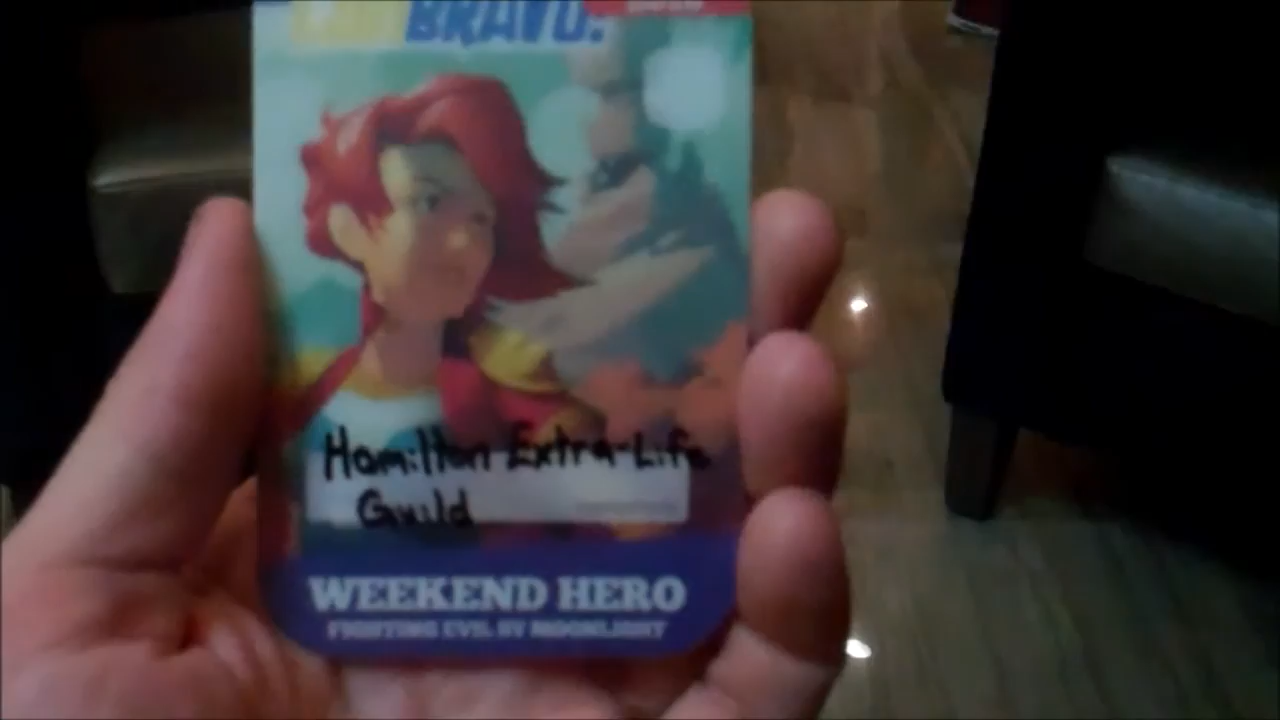 BRAVO!
Hamilton Extra-Life
Guild
WEEKEND HERO
FIGHTING EVIL BY MOONLIGHT